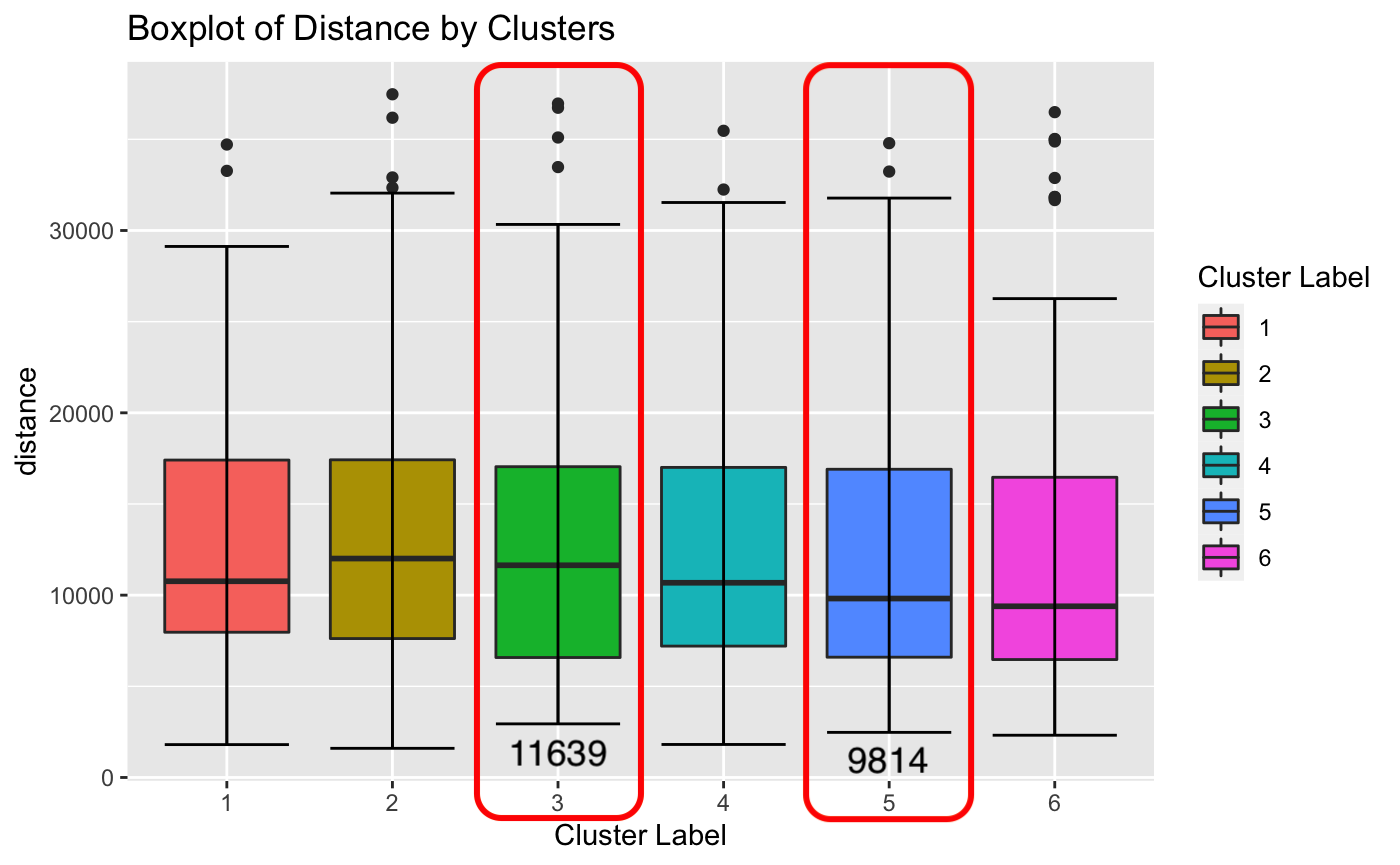 Boxplot of Distance by Clusters
distance
30000
20000
10000
0
11639
9814
1 2 3 4 5 6
Cluster Label
Cluster Label
1
2
3
4
5
6